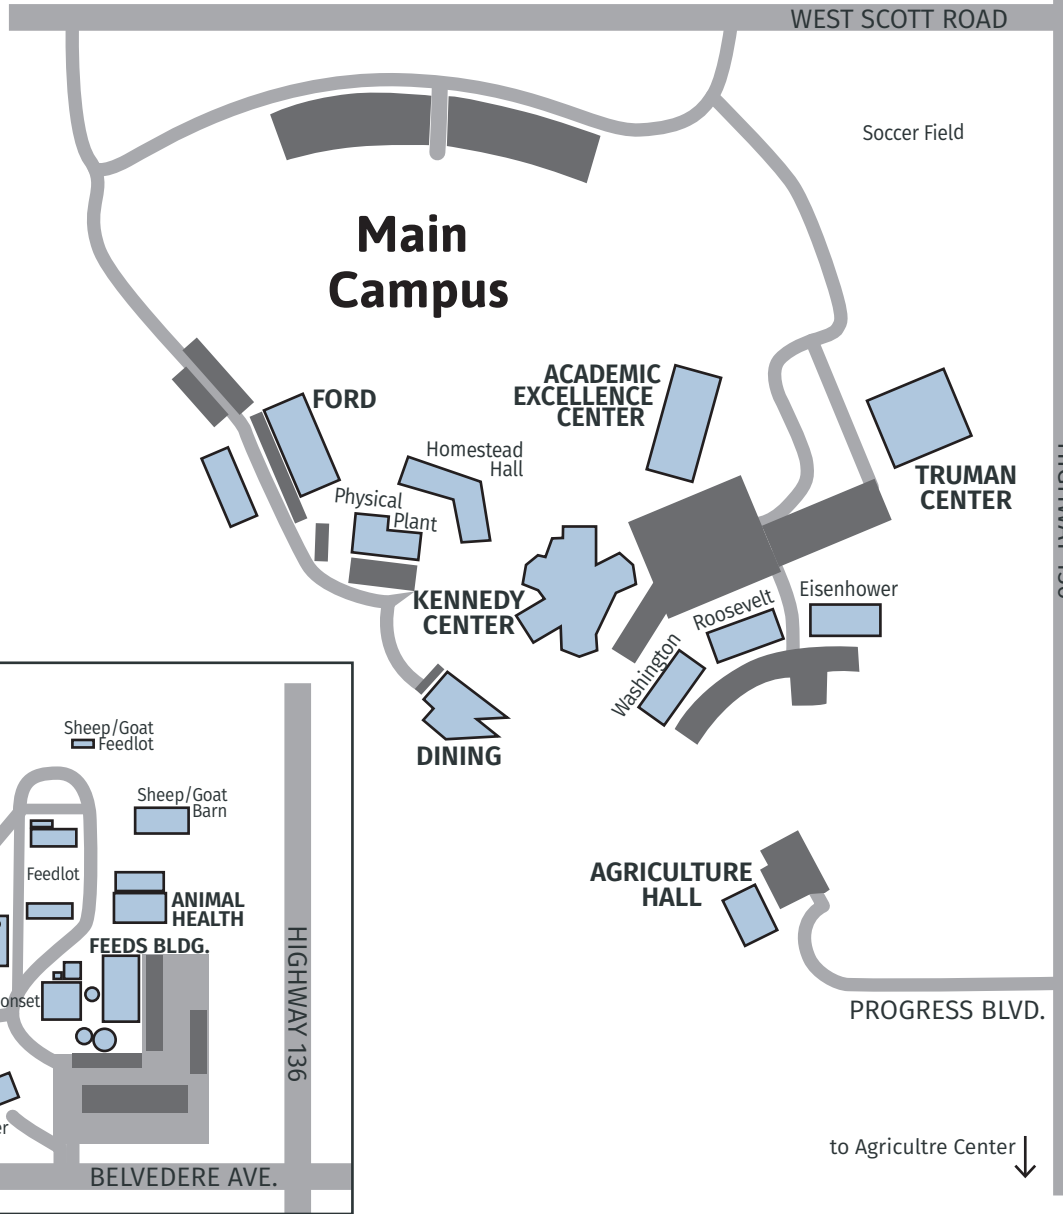 WEST SCOTT ROAD
Soccer Field
Main
Campus
FORD
ACADEMIC
EXCELLENCE
CENTER
Homestead
Hall
Physical
Plant
TRUMAN
CENTER
KENNEDY
CENTER
Eisenhower
Roosevelt
Washington
DINING
Sheep/Goat
Feedlot
Sheep/Goat
Barn
Feedlot
ANIMAL
HEALTH
FEEDS BLDG.
onset
HIGHWAY 136
er
BELVEDERE AVE.
AGRICULTURE
HALL
PROGRESS BLVD.
to Agricultre Center